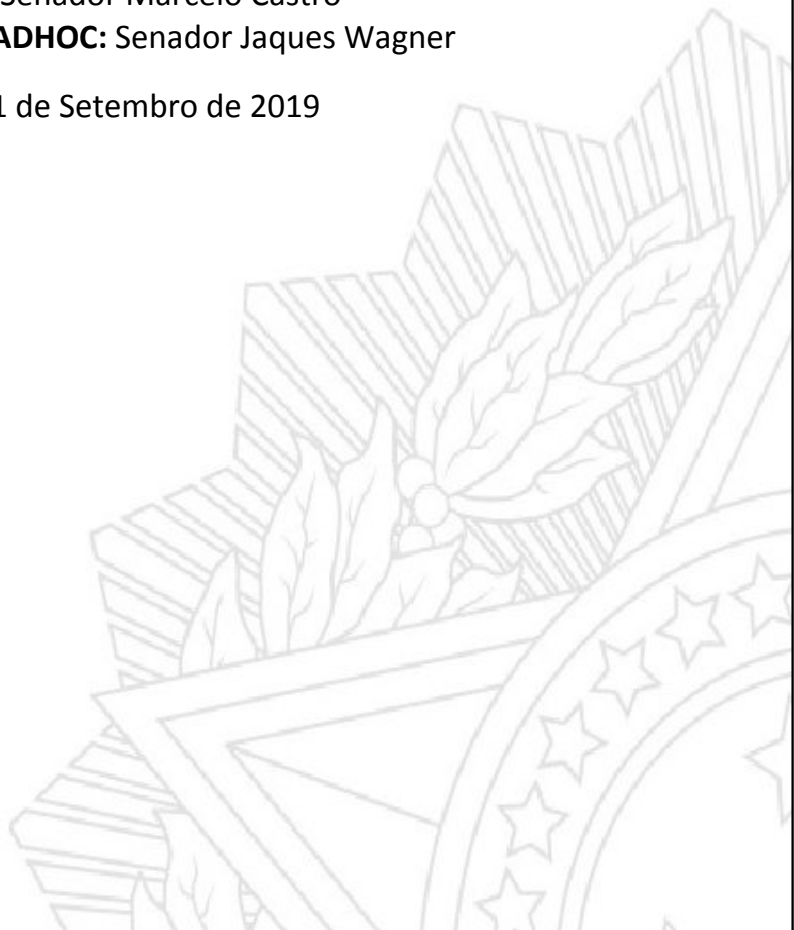 Senador Marcelo Castro
ADHOC: Senador Jaques Wagner
1 de Setembro de 2019